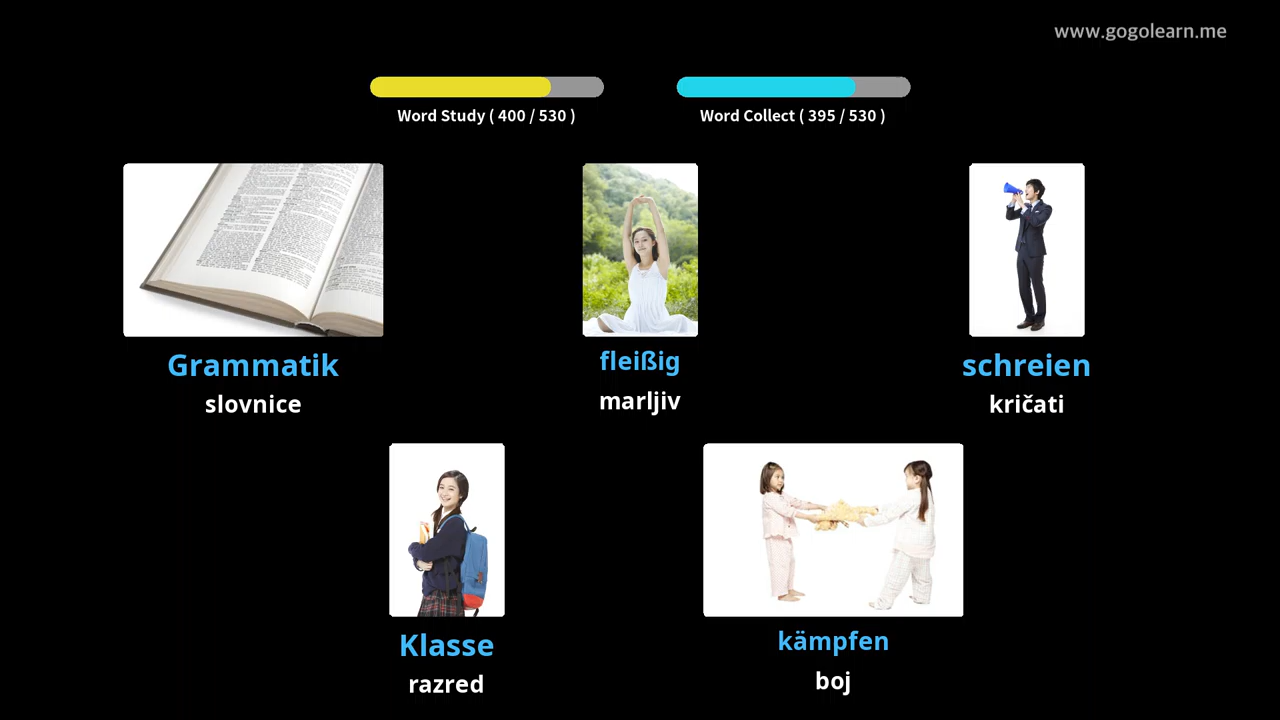 www.gogolearn.me
Word Study ( 400 / 530 )
Word Collect ( 395 / 530 )
Grammatik
slovnice
fleißig
marljiv
schreien
kričati
Klasse
razred
kämpfen
boj